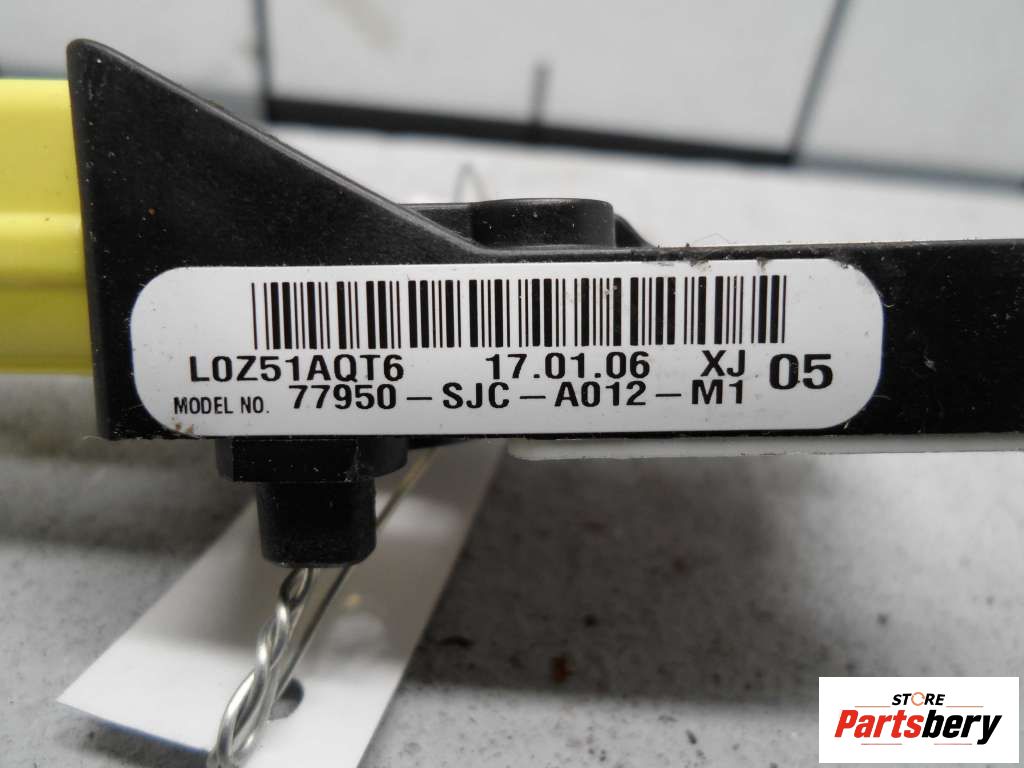 L0Z51AQT6 17.01.06 XJ 05
MODEL NO. 77950-SJC-A012-M1
STORE
Partsbery